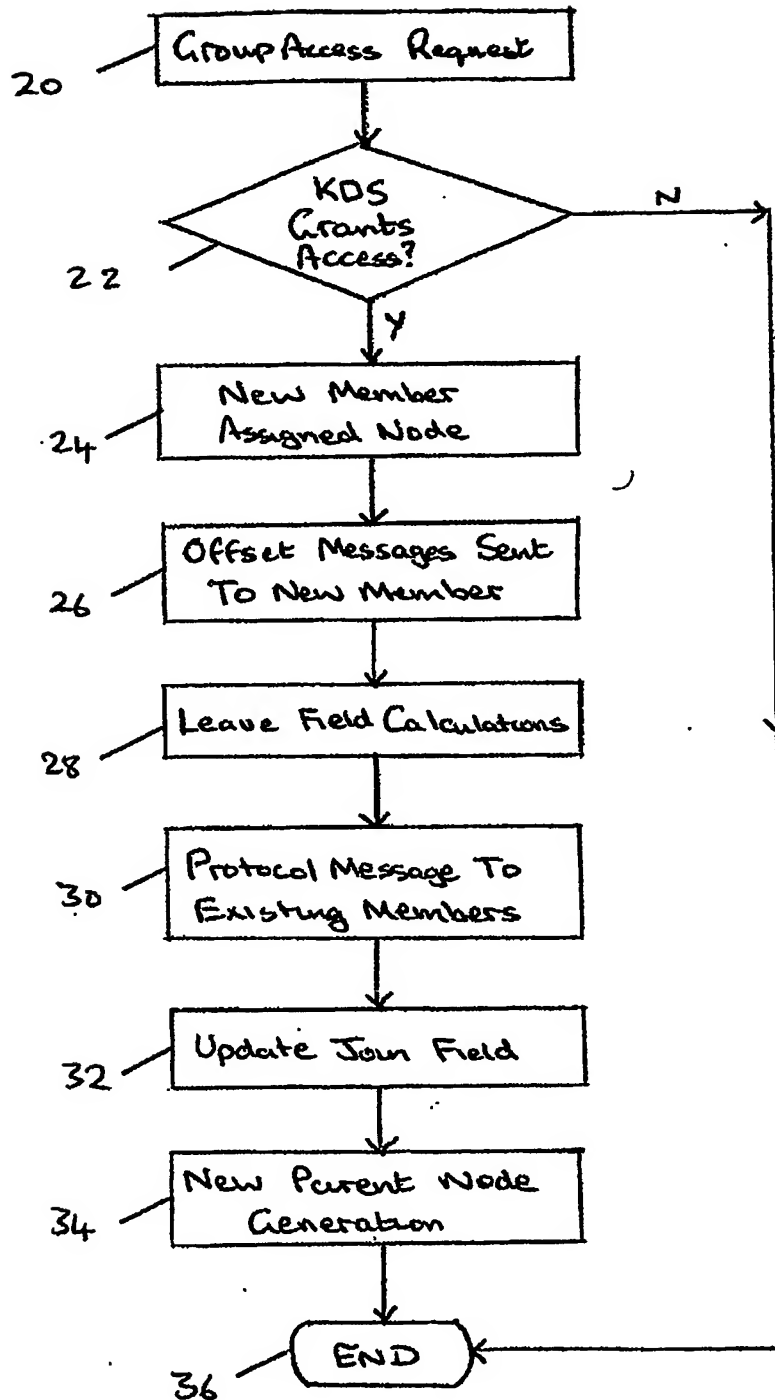 Group Access Request
20
KDS
Grants
Access?
N
22
Y
New Member
Assigned Node
24
Offset Messages Sent
To New Member
26
Leave Field Calculations
28
Protocol Message To
Existing Members
30
Update Join Field
32
New Parent Node
Generation
34
END
36